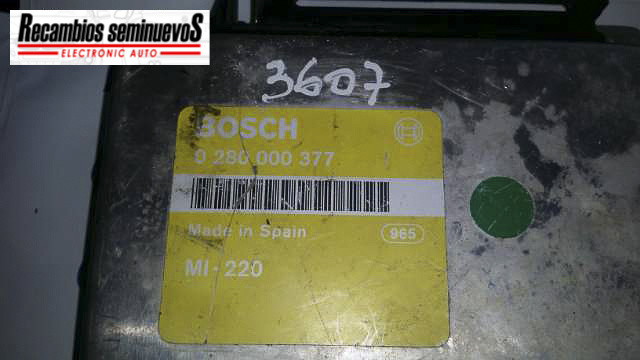 Recambios seminuevoS
ELECTRONIC AUTO
3607
BOSCH
0 280 000 377
Made in Spain
965
MI-220